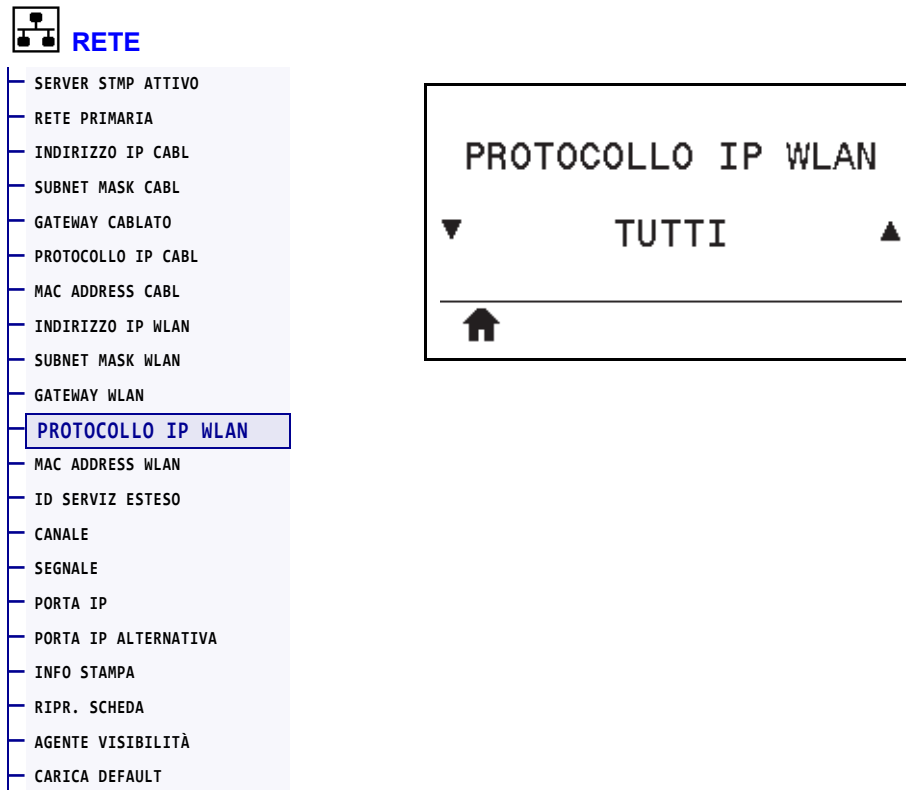 RETE
SERVER STMP ATTIVO
RETE PRIMARIA
INDIRIZZO IP CABL
SUBNET MASK CABL
GATEWAY CABLATO
PROTOCOLLO IP CABL
MAC ADDRESS CABL
INDIRIZZO IP WLAN
SUBNET MASK WLAN
GATEWAY WLAN
PROTOCOLLO IP WLAN
MAC ADDRESS WLAN
ID SERVIZ ESTESO
CANALE
SEGNALE
PORTA IP
PORTA IP ALTERNATIVA
INFO STAMPA
RIPR. SCHEDA
AGENTE VISIBILITÀ
CARICA DEFAULT
PROTOCOLLO IP WLAN
TUTTI